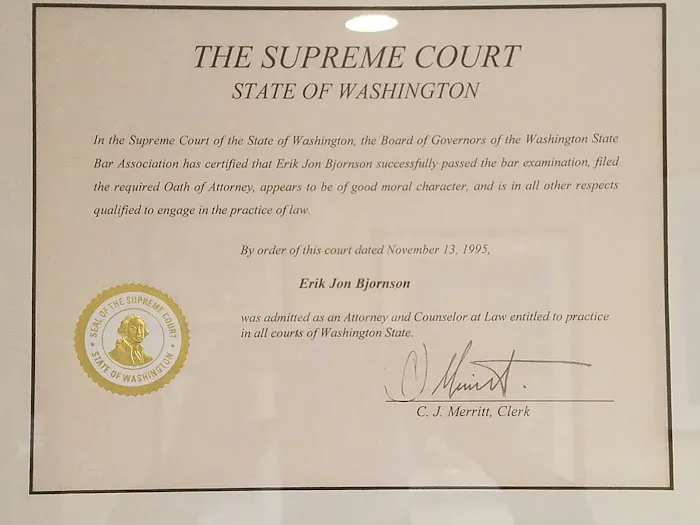 THE SUPREME COURT
STATE OF WASHINGTON
In the Supreme Court of the State of Washington, the Board of Governors of the Washington State
Bar Association has certified that Erik Jon Bjornson successfully passed the bar examination, filed
the required Oath of Attorney, appears to be of good moral character, and is in all other respects
qualified to engage in the practice of law.
By order of this court dated November 13, 1995,
Erik Jon Bjornson
was admitted as an Attorney and Counselor at Law entitled to practice
in all courts of Washington State.
SEAL OF THE SUPREME COURT
STATE OF WASHINGTON
C. J. Merritt, Clerk